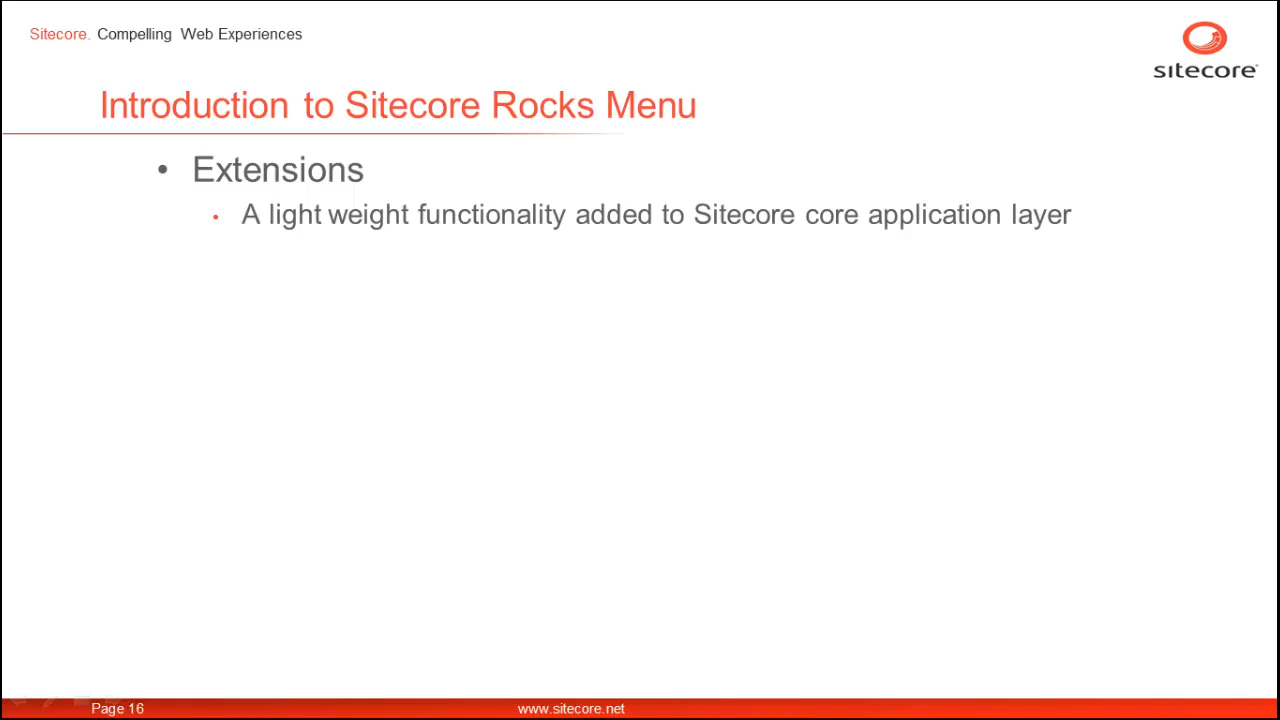 Sitecore. Compelling Web Experiences
sitecore
Introduction to Sitecore Rocks Menu
• Extensions
• A light weight functionality added to Sitecore core application layer
Page 16
www.sitecore.net